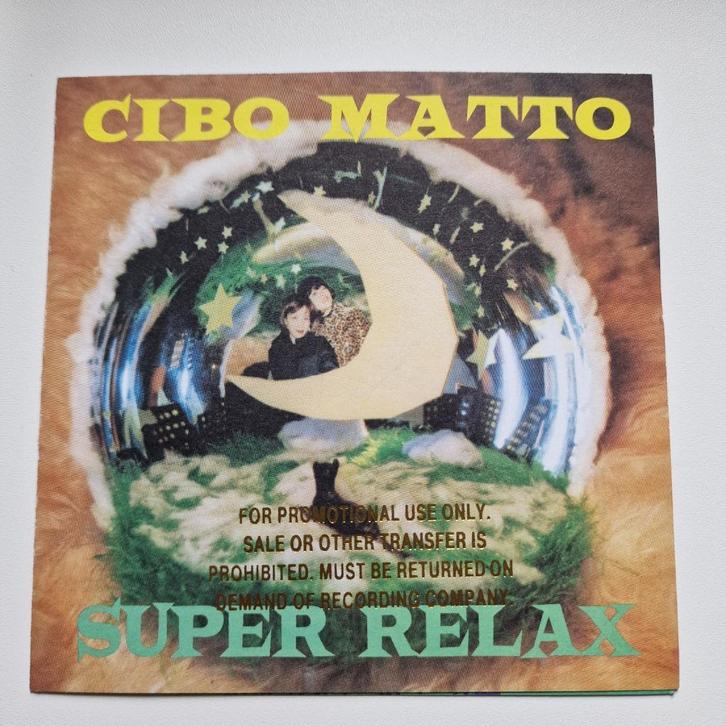 CIBO MATTO
FOR PROMOTIONAL USE ONLY.
SALE OR OTHER TRANSFER IS
PROHIBITED. MUST BE RETURNED ON
DEMAND OF RECORDING COMPANY.
SUPER RELAX